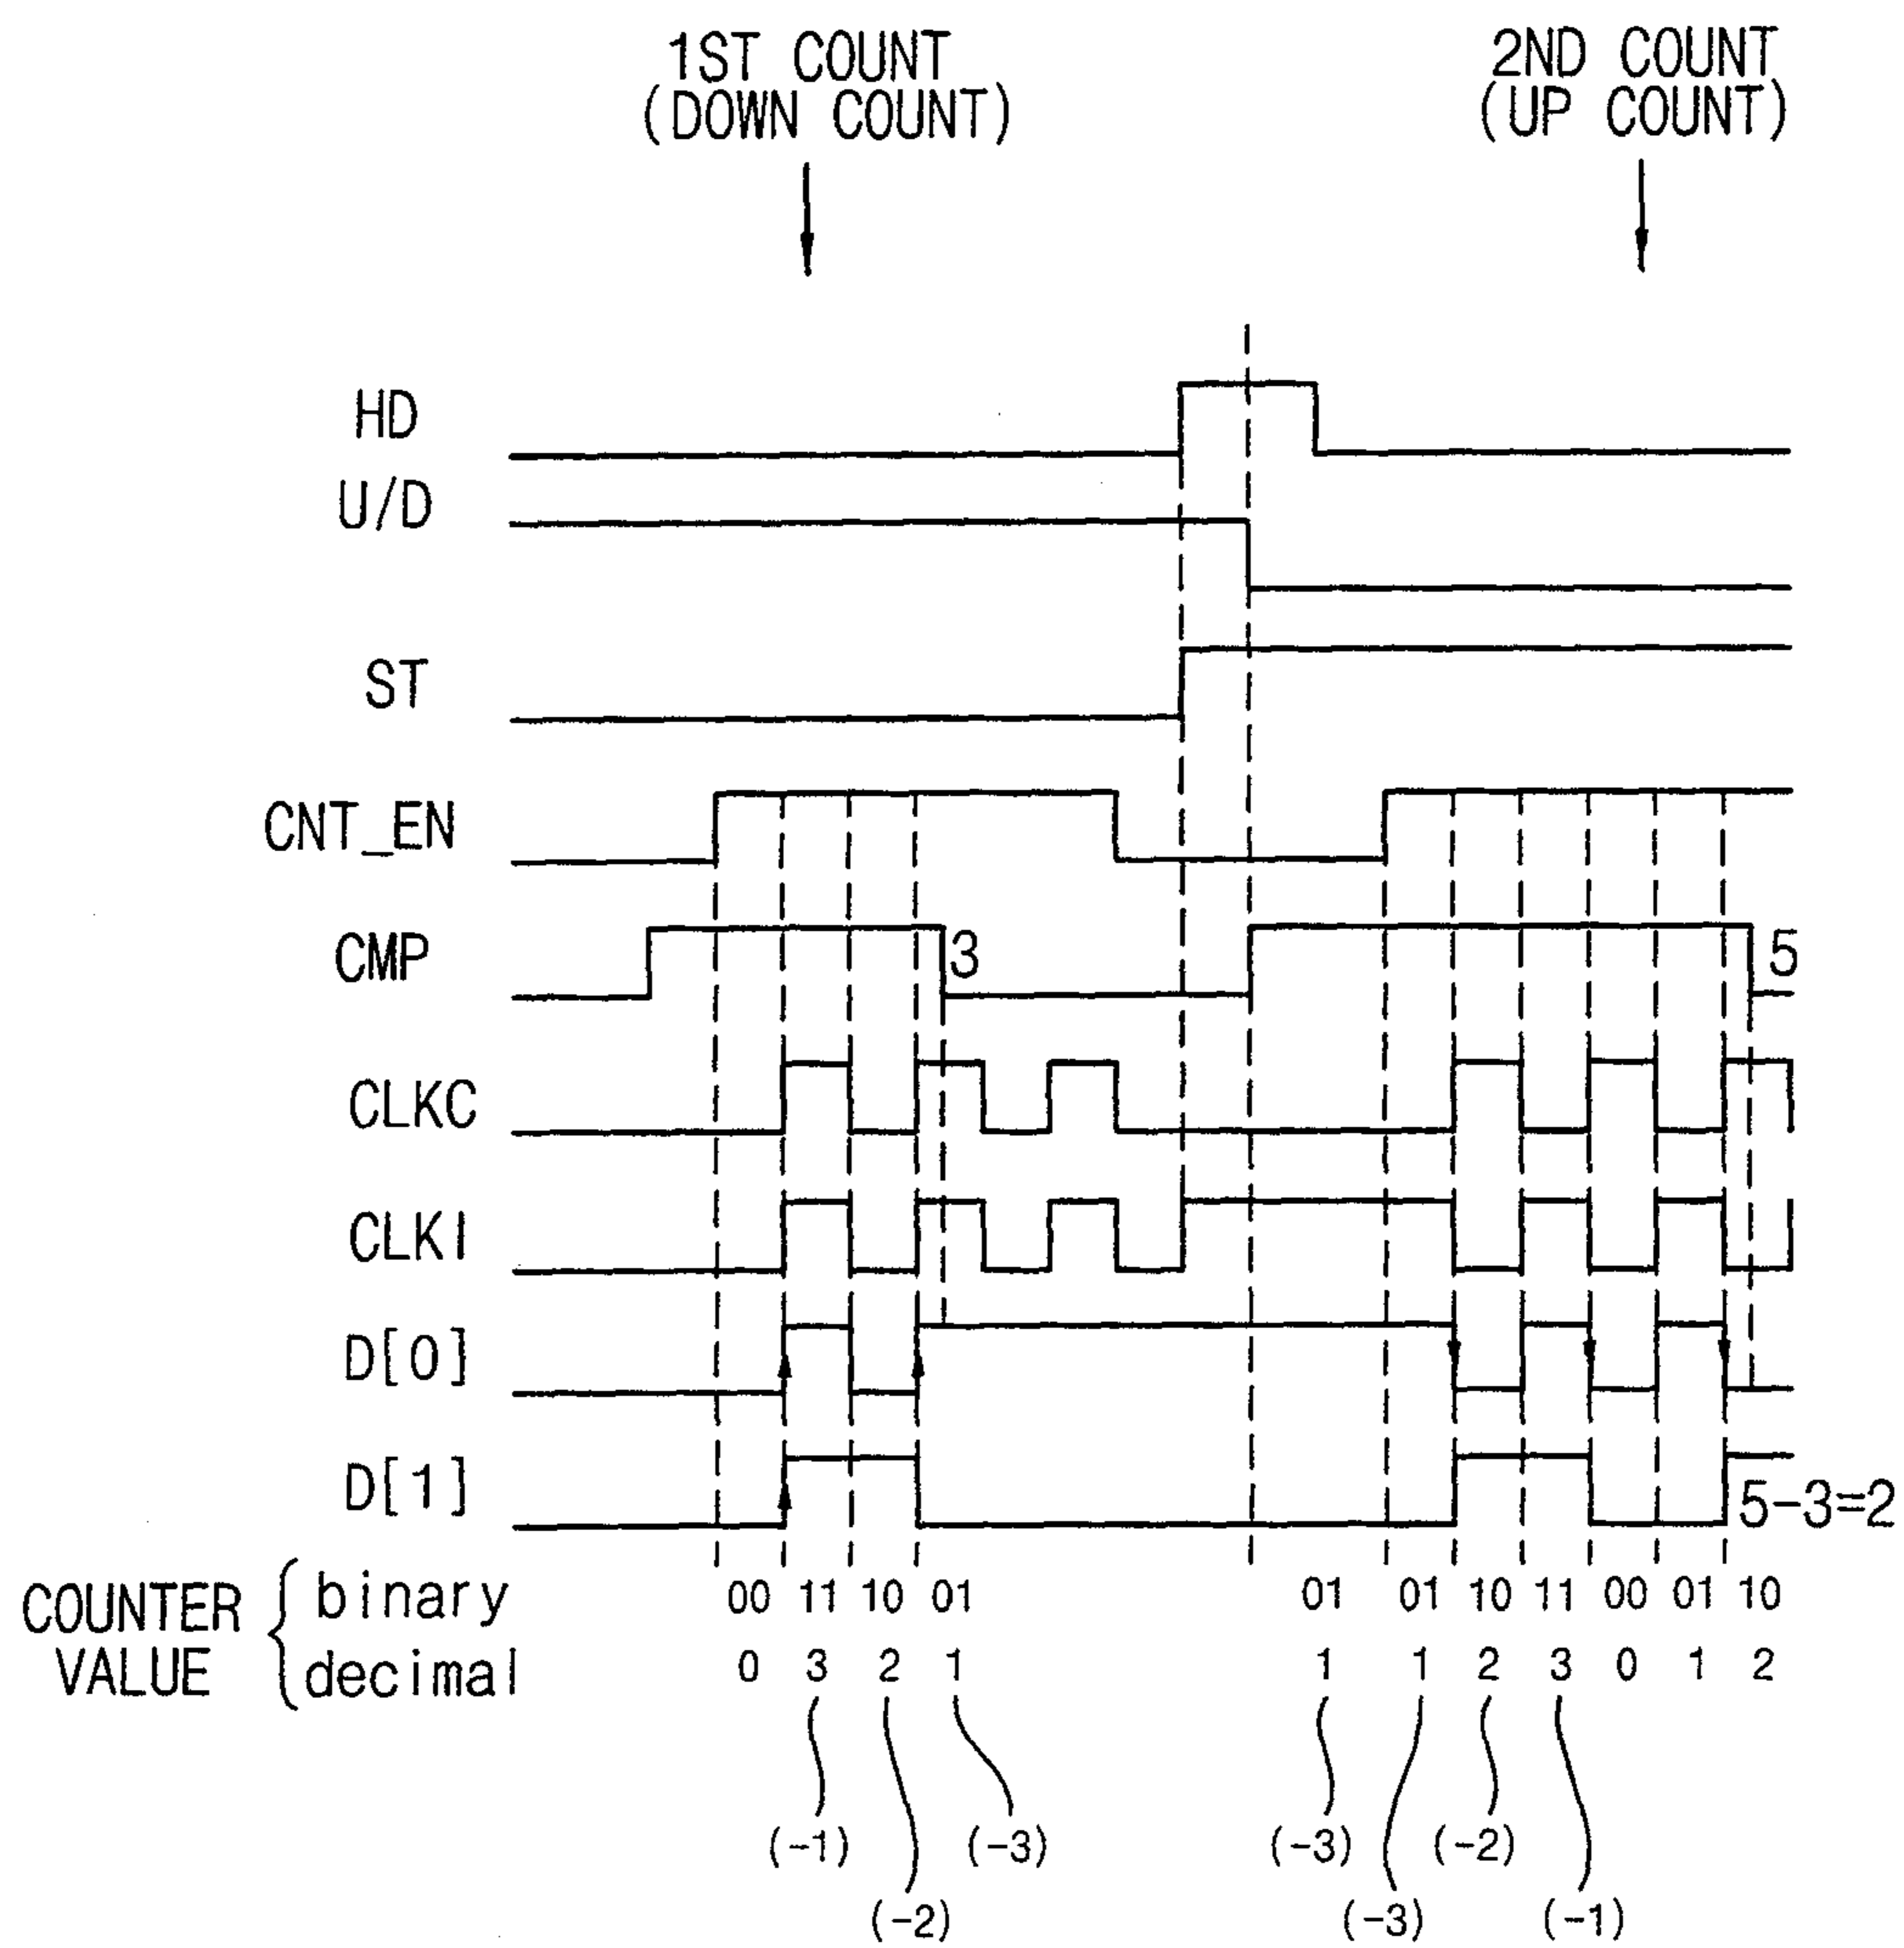 1ST COUNT
(DOWN COUNT)
2ND COUNT
(UP COUNT)
HD
U/D
ST
CNT_EN
CMP 3 5
CLKC
CLKI
D[0]
D[1] 5-3=2
COUNTER VALUE
binary 00 11 10 01 01 01 10 11 00 01 10
decimal 0 3 2 1 1 1 2 3 0 1 2
(-1) (-3) (-3) (-2)
(-2) (-3) (-1)